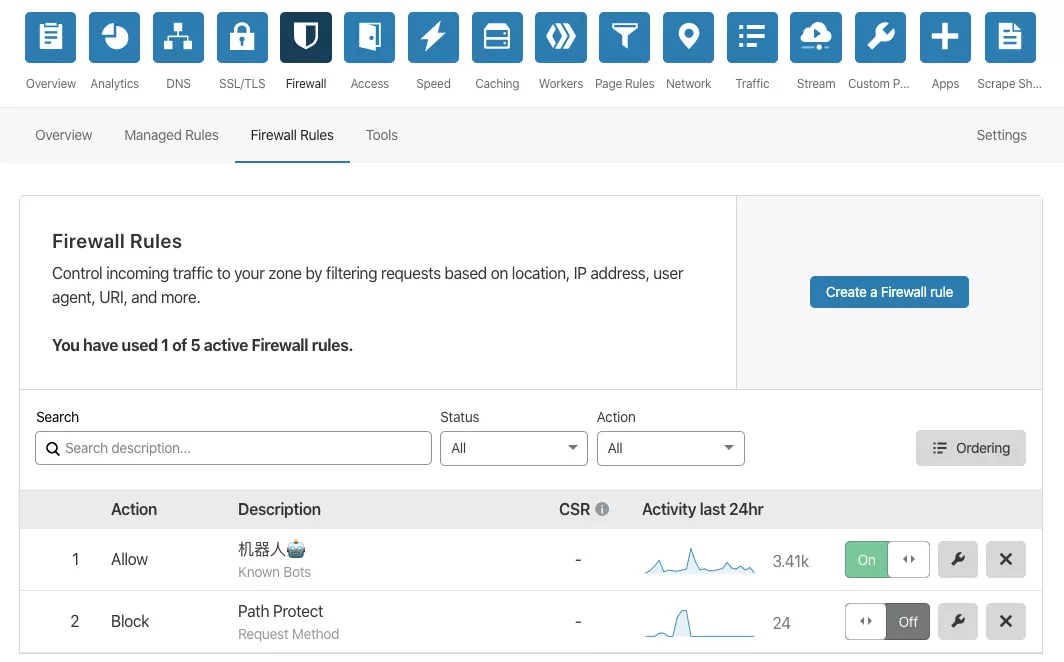 Overview Analytics DNS SSL/TLS Firewall Access Speed Caching Workers Page Rules Network Traffic Stream Custom P... Apps Scrape Sh...
Overview Managed Rules Firewall Rules Tools Settings
Firewall Rules
Control incoming traffic to your zone by filtering requests based on location, IP address, user
agent, URI, and more.
Create a Firewall rule
You have used 1 of 5 active Firewall rules.
Search Status Action
Search description... All All Ordering
Action Description CSR Activity last 24hr
1 Allow 机器人🤖 - 3.41k On
Known Bots
2 Block Path Protect - 24 Off
Request Method